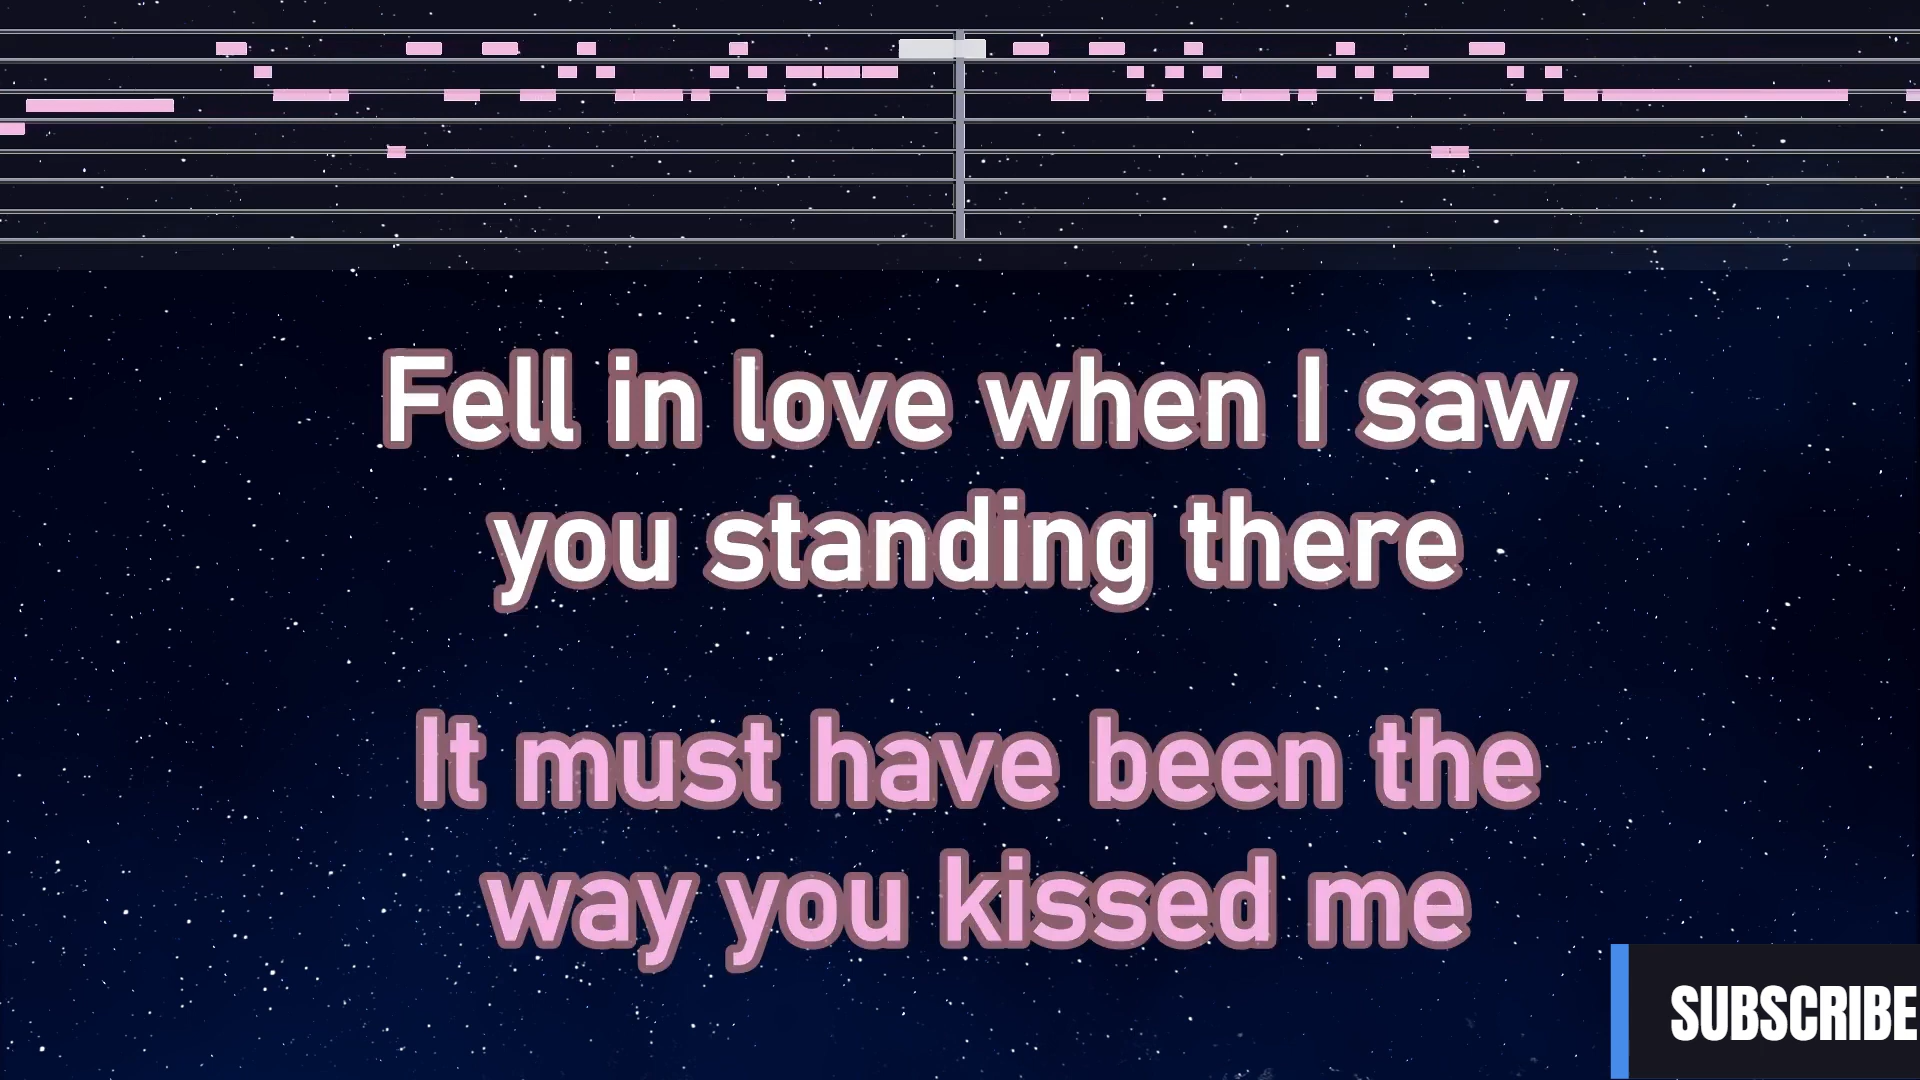 Fell in love when I saw
you standing there
It must have been the
way you kissed me
SUBSCRIBE